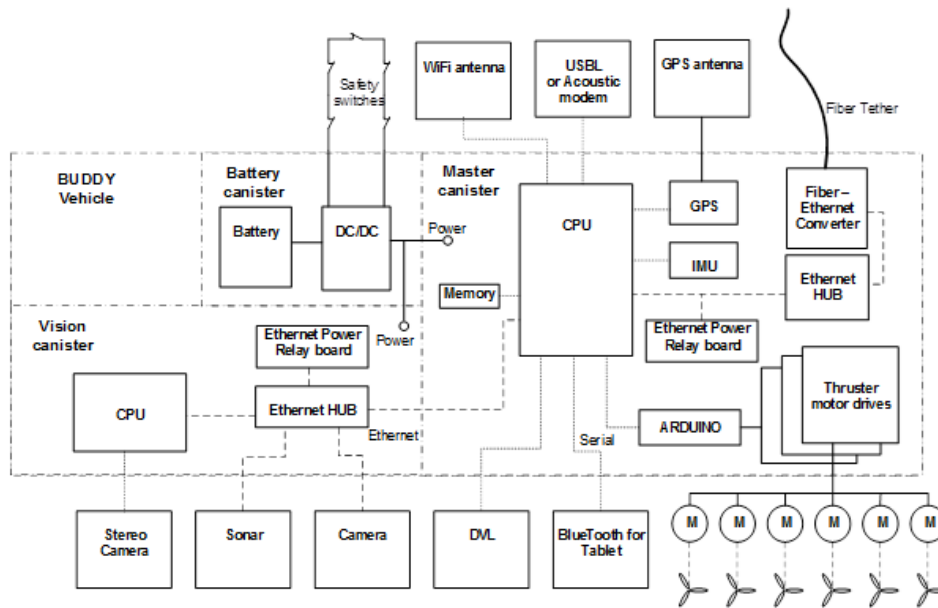 Safety
switches
WiFi antenna
USBL
or Acoustic
modem
GPS antenna
Fiber Tether
BUDDY
Vehicle
Battery
canister
Battery
DC/DC
Power
Power
Master
canister
CPU
GPS
IMU
Memory
Fiber –
Ethernet
Converter
Ethernet
HUB
Ethernet Power
Relay board
Vision
canister
Ethernet Power
Relay board
CPU
Ethernet HUB
Ethernet
Serial
ARDUINO
Thruster
motor drives
Stereo
Camera
Sonar
Camera
DVL
BlueTooth for
Tablet
M
M
M
M
M
M